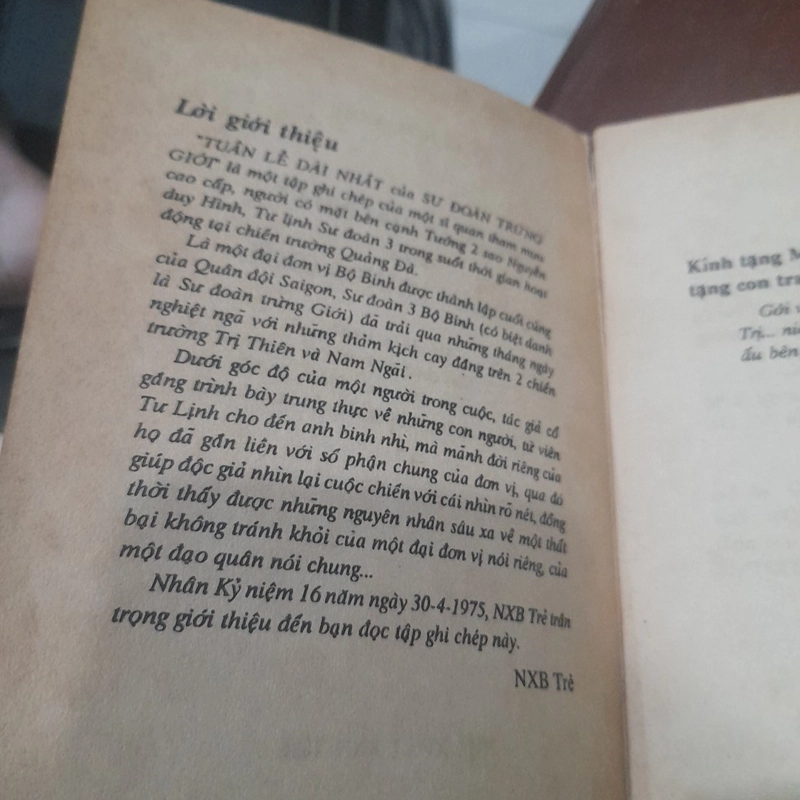 Lời giới thiệu
"TUẦN LỄ DÀI NHẤT của SƯ ĐOÀN TRỪNG
GIỚI" là một tập ghi chép của một sĩ quan tham mưu
cao cấp, người có mặt bên cạnh Tướng 2 sao Nguyễn
duy Hinh, Tư lịnh Sư đoàn 3 trong suốt thời gian hoạt
động tại chiến trường Quảng Đà.
Là một đại đơn vị Bộ Binh được thành lập cuối cùng
của Quân đội Saigon, Sư đoàn 3 Bộ Binh (có biệt danh
là Sư đoàn trừng Giới) đã trải qua những tháng ngày
nghiệt ngã với những thảm kịch cay đắng trên 2 chiến
trường Trị Thiên và Nam Ngãi.
Dưới góc độ của một người trong cuộc, tác giả cố
gắng trình bày trung thực về những con người, từ viên
Tư Lịnh cho đến anh binh nhì, mà mảnh đời riêng của
họ đã gắn liền với số phận chung của đơn vị, qua đó
giúp độc giả nhìn lại cuộc chiến với cái nhìn rõ nét, đồng
thời thấy được những nguyên nhân sâu xa về một thất
bại không tránh khỏi của một đại đơn vị nói riêng, của
một đạo quân nói chung...
Nhân Kỷ niệm 16 năm ngày 30-4-1975, NXB Trẻ trân
trọng giới thiệu đến bạn đọc tập ghi chép này.
NXB Trẻ
Kính tặng
tặng con
Gởi
Trị...
ấu bên